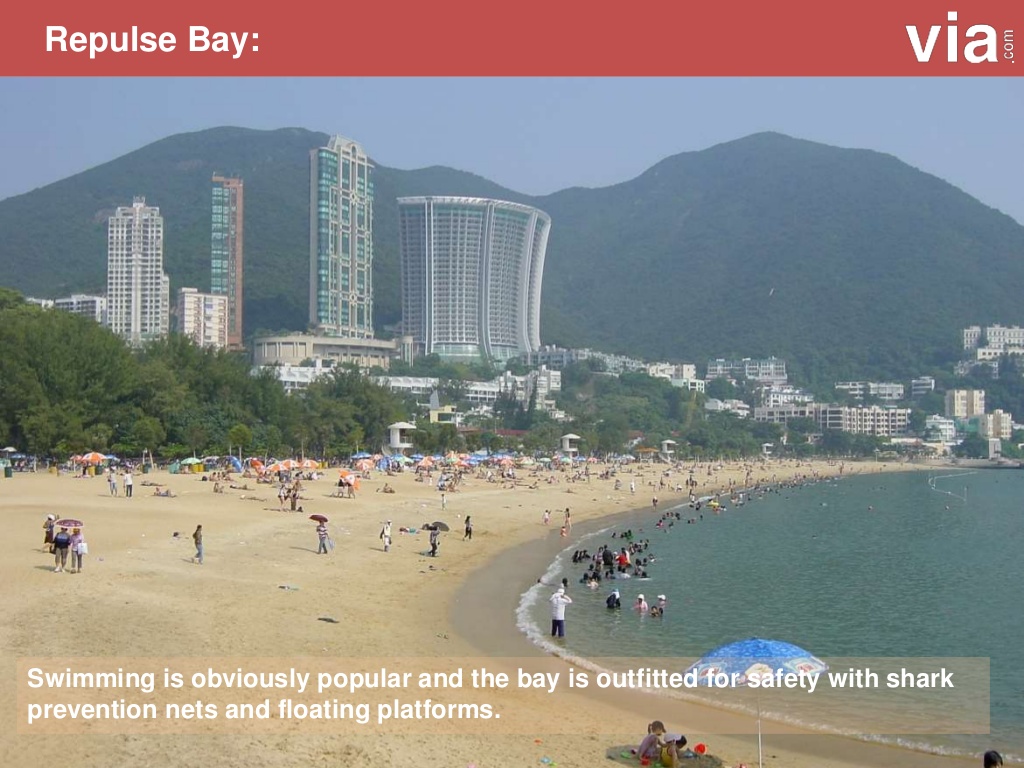 Repulse Bay:
via.com
Swimming is obviously popular and the bay is outfitted for safety with shark
prevention nets and floating platforms.